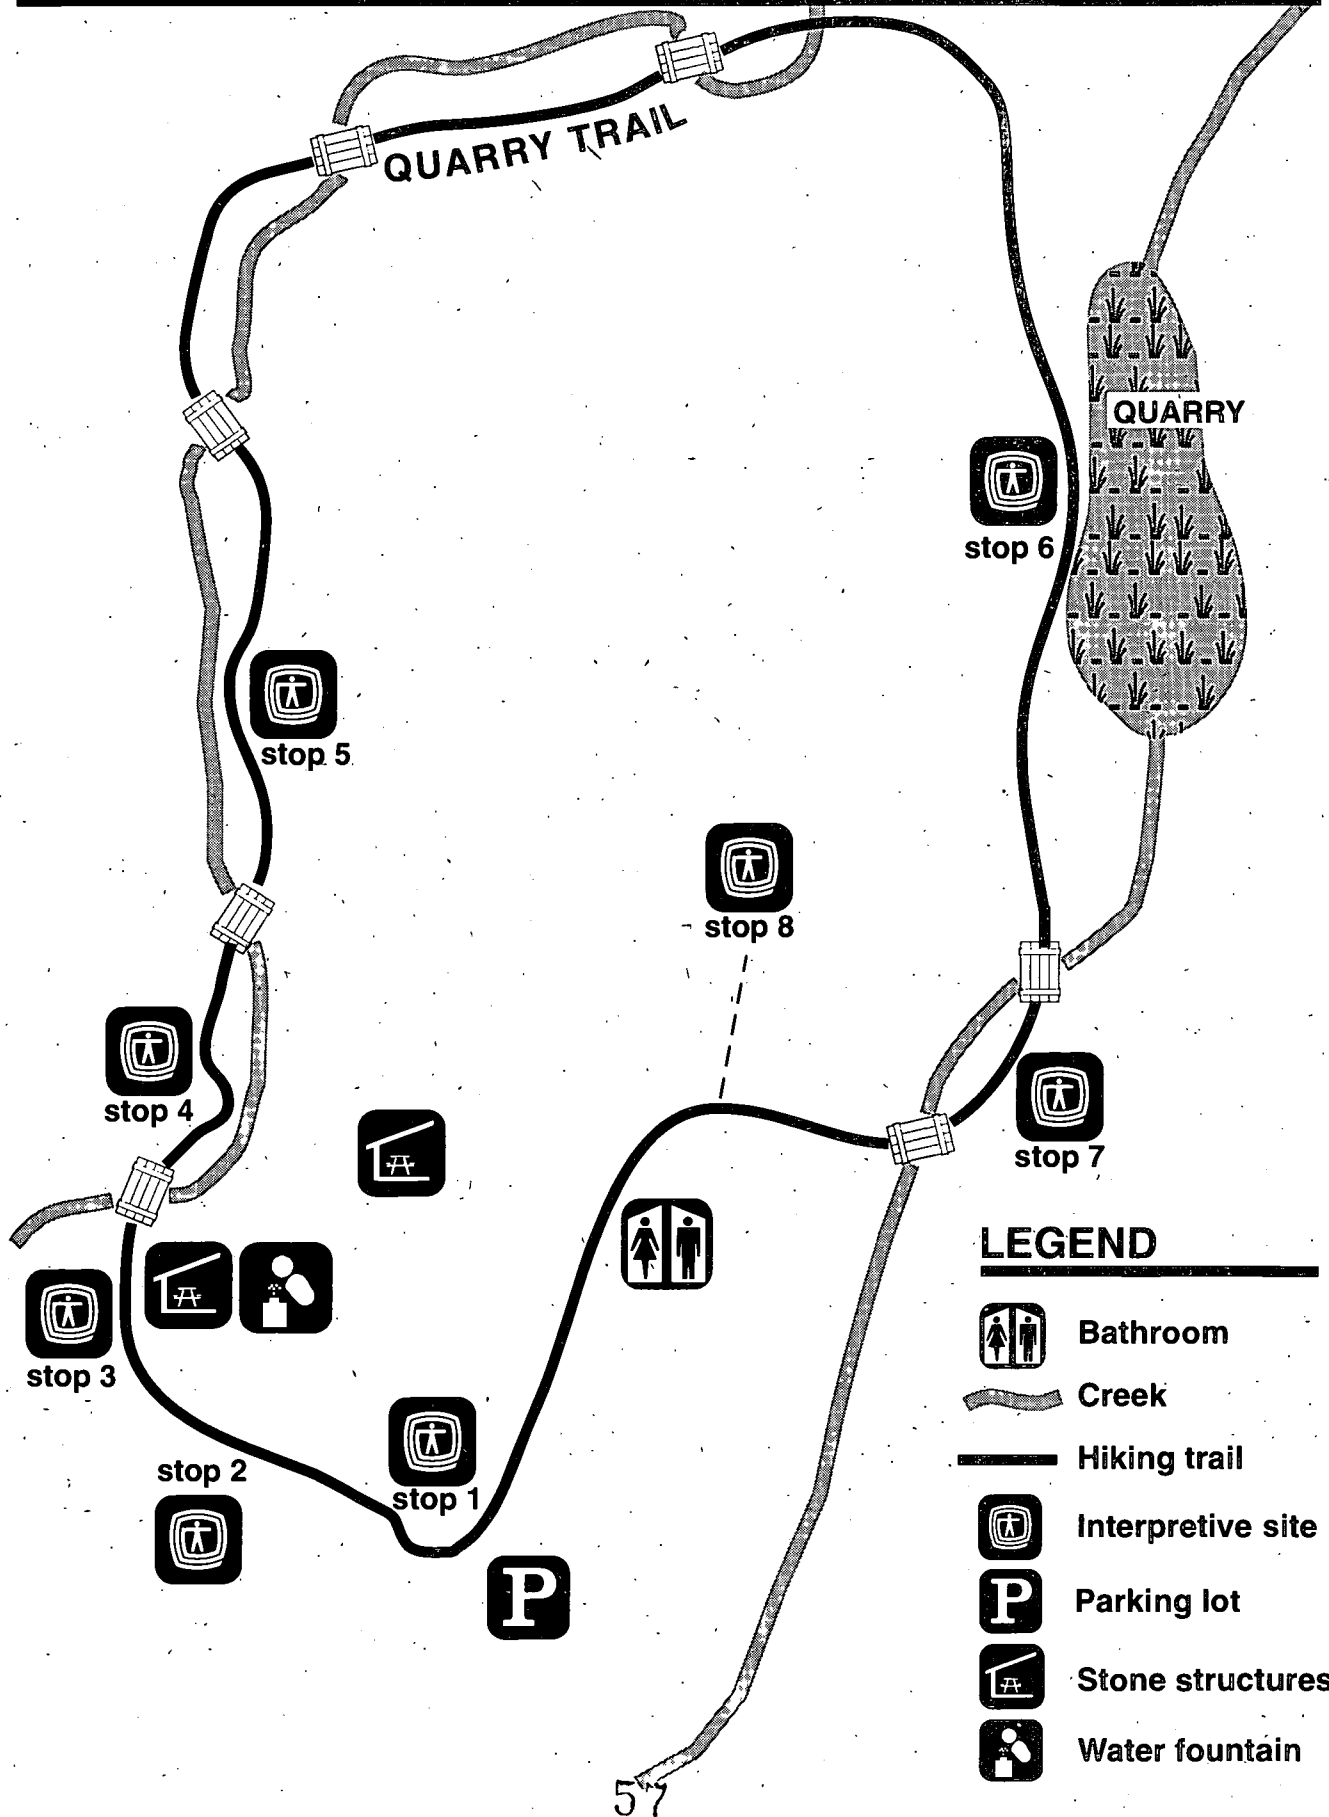 QUARRY TRAIL
QUARRY
stop 6
stop 5
stop 8
stop 4
stop 7
stop 3
stop 2
stop 1
P
LEGEND
Bathroom
Creek
Hiking trail
Interpretive site
P Parking lot
Stone structures
Water fountain
57